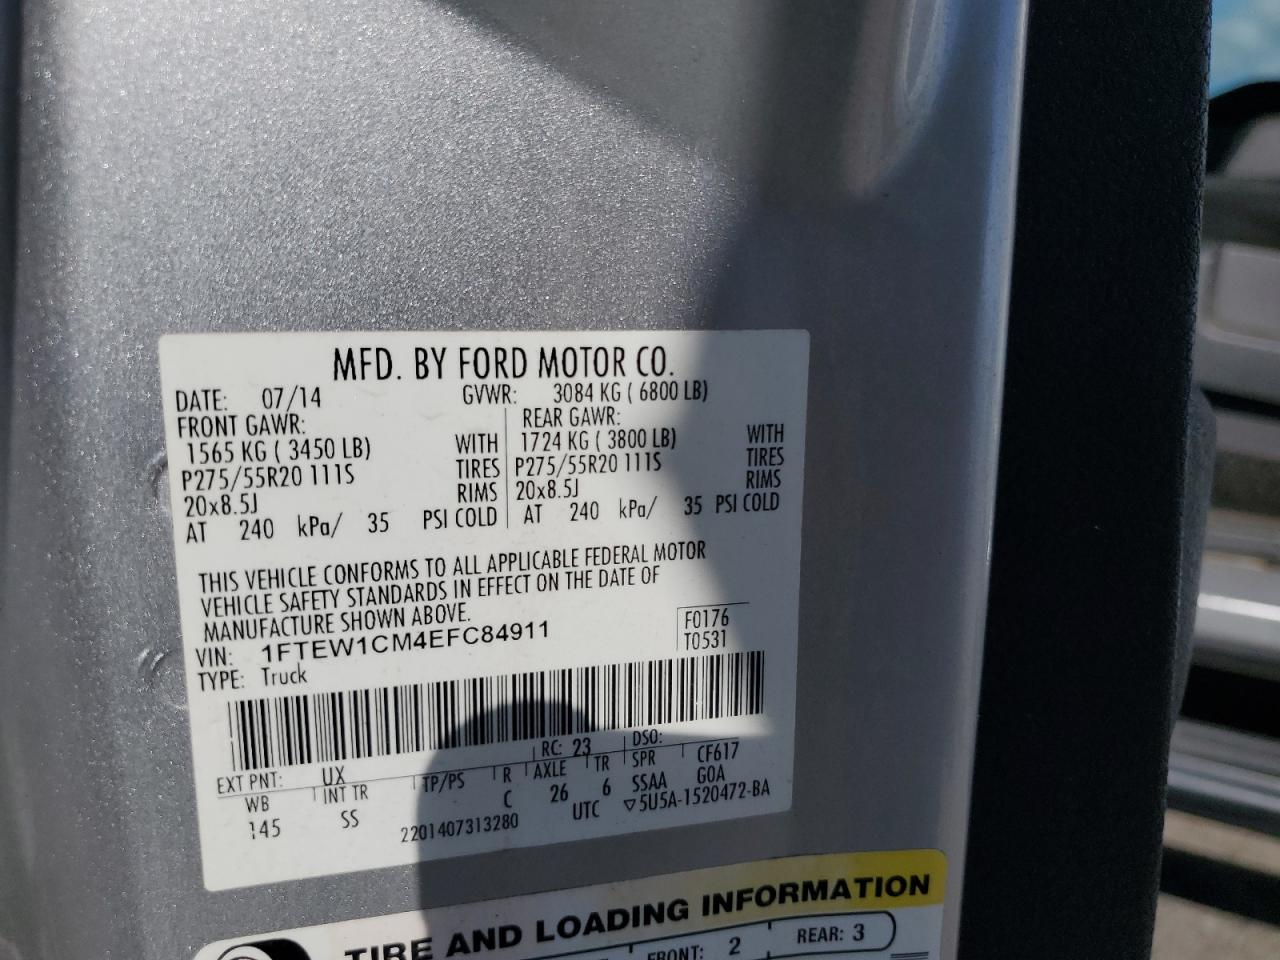 MFD. BY FORD MOTOR CO.
DATE: 07/14 GVWR: 3084 KG ( 6800 LB)
FRONT GAWR: REAR GAWR:
1565 KG ( 3450 LB) WITH 1724 KG ( 3800 LB) WITH
P275/55R20 111S TIRES P275/55R20 111S TIRES
20x8.5J RIMS 20x8.5J RIMS
AT 240 kPa/ 35 PSI COLD AT 240 kPa/ 35 PSI COLD
THIS VEHICLE CONFORMS TO ALL APPLICABLE FEDERAL MOTOR
VEHICLE SAFETY STANDARDS IN EFFECT ON THE DATE OF
MANUFACTURE SHOWN ABOVE.
VIN: 1FTEW1CM4EFC84911 F0176
TYPE: Truck T0531
EXT PNT: UX RC: 23 DSO:
WB INT TR TP/PS R AXLE TR SPR CF617
145 SS C 26 6 SSAA GOA
2201407313280 UTC ▽5U5A-1520472-BA
TIRE AND LOADING INFORMATION
FRONT: 2 REAR: 3